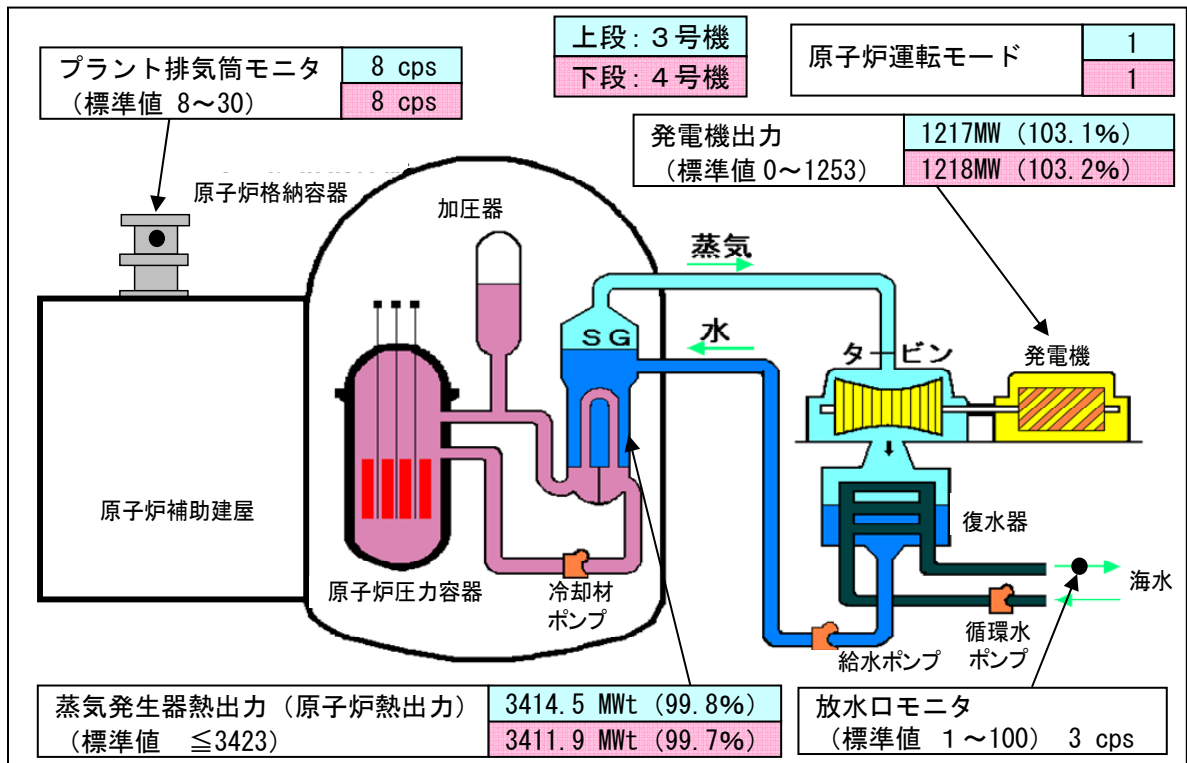 プラント排気筒モニタ 8 cps
（標準値 8～30） 8 cps
上段：３号機
下段：４号機
原子炉運転モード 1
1
発電機出力 1217MW (103.1%)
（標準値 0～1253） 1218MW (103.2%)
原子炉格納容器
加圧器
蒸気
ＳＧ
水
タービン
発電機
原子炉補助建屋
復水器
原子炉圧力容器
冷却材
ポンプ
海水
循環水
ポンプ
給水ポンプ
蒸気発生器熱出力（原子炉熱出力） 3414.5 MWt (99.8%)
（標準値　≦3423） 3411.9 MWt (99.7%)
放水口モニタ
（標準値　１～100）　3 cps